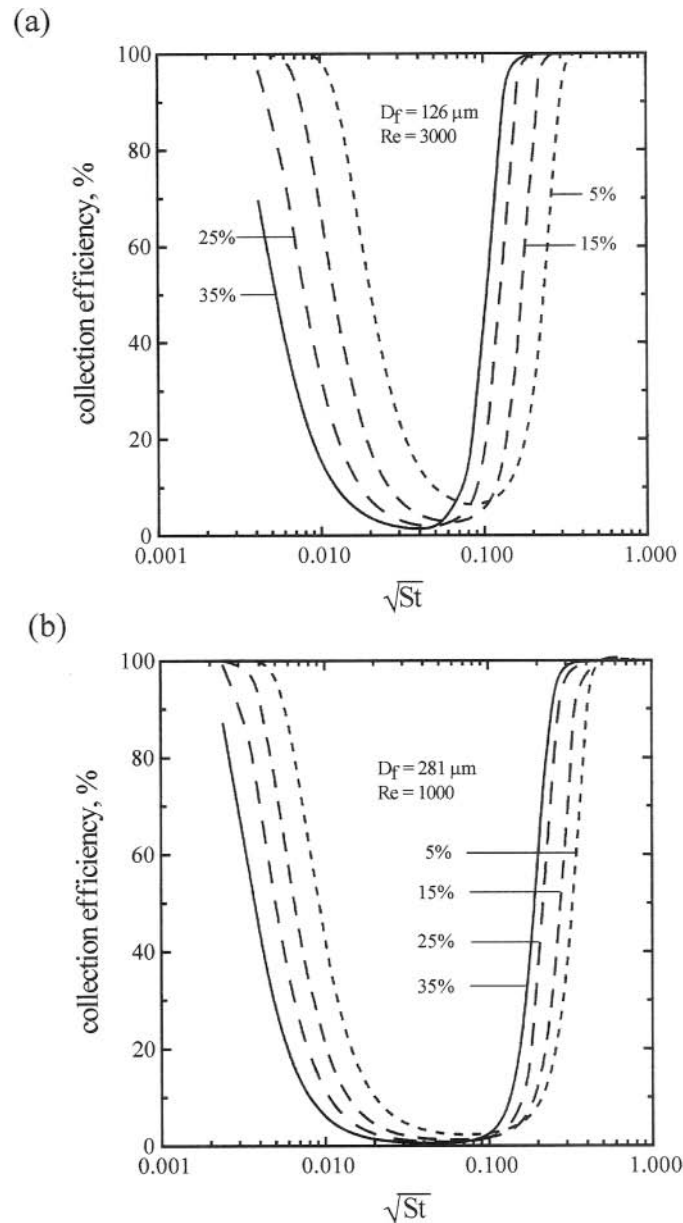 (a)
100
80
60
40
20
0
collection efficiency, %
D_f = 126 μm
Re = 3000
5%
25%
15%
35%
0.001
0.010
0.100
1.000
√St
(b)
100
80
60
40
20
0
collection efficiency, %
D_f = 281 μm
Re = 1000
5%
15%
25%
35%
0.001
0.010
0.100
1.000
√St